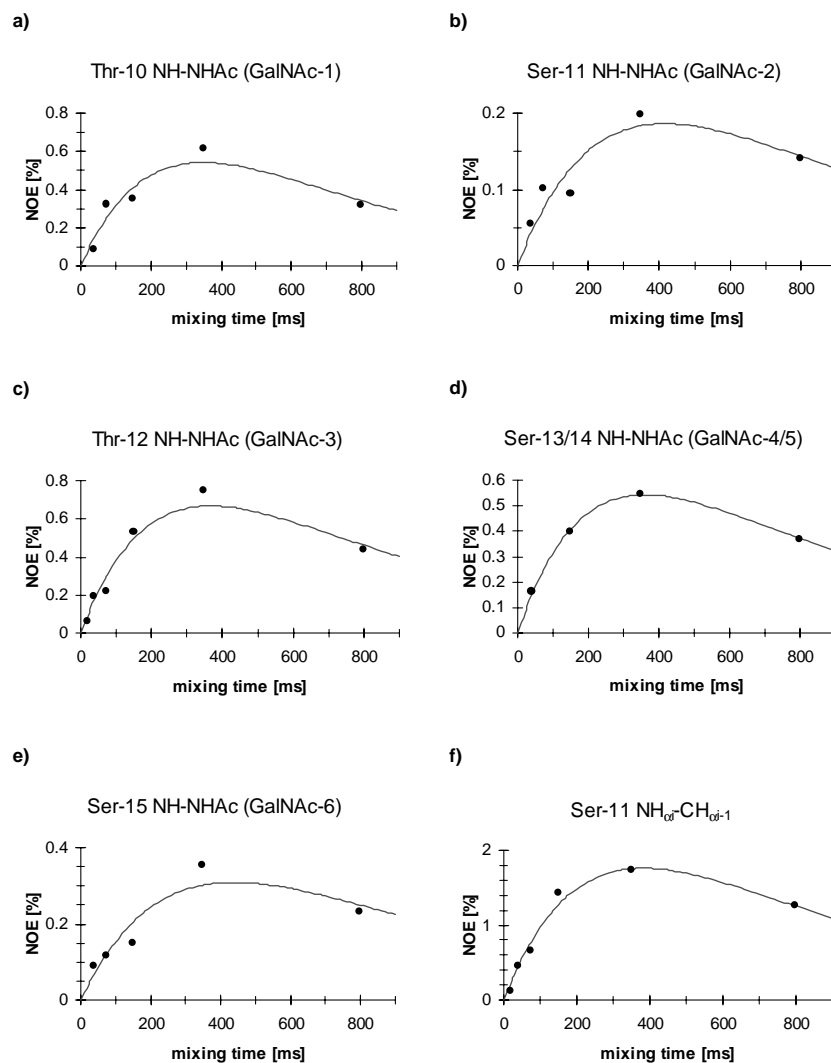 a)
Thr-10 NH-NHAc (GalNAc-1)
NOE [%]
0.8
0.6
0.4
0.2
0
0 200 400 600 800
mixing time [ms]
b)
Ser-11 NH-NHAc (GalNAc-2)
NOE [%]
0.2
0.1
0
0 200 400 600 800
mixing time [ms]
c)
Thr-12 NH-NHAc (GalNAc-3)
NOE [%]
0.8
0.6
0.4
0.2
0
0 200 400 600 800
mixing time [ms]
d)
Ser-13/14 NH-NHAc (GalNAc-4/5)
NOE [%]
0.6
0.5
0.4
0.3
0.2
0.1
0
0 200 400 600 800
mixing time [ms]
e)
Ser-15 NH-NHAc (GalNAc-6)
NOE [%]
0.4
0.2
0
0 200 400 600 800
mixing time [ms]
f)
Ser-11 NHαi-CHαi-1
NOE [%]
2
1
0
0 200 400 600 800
mixing time [ms]